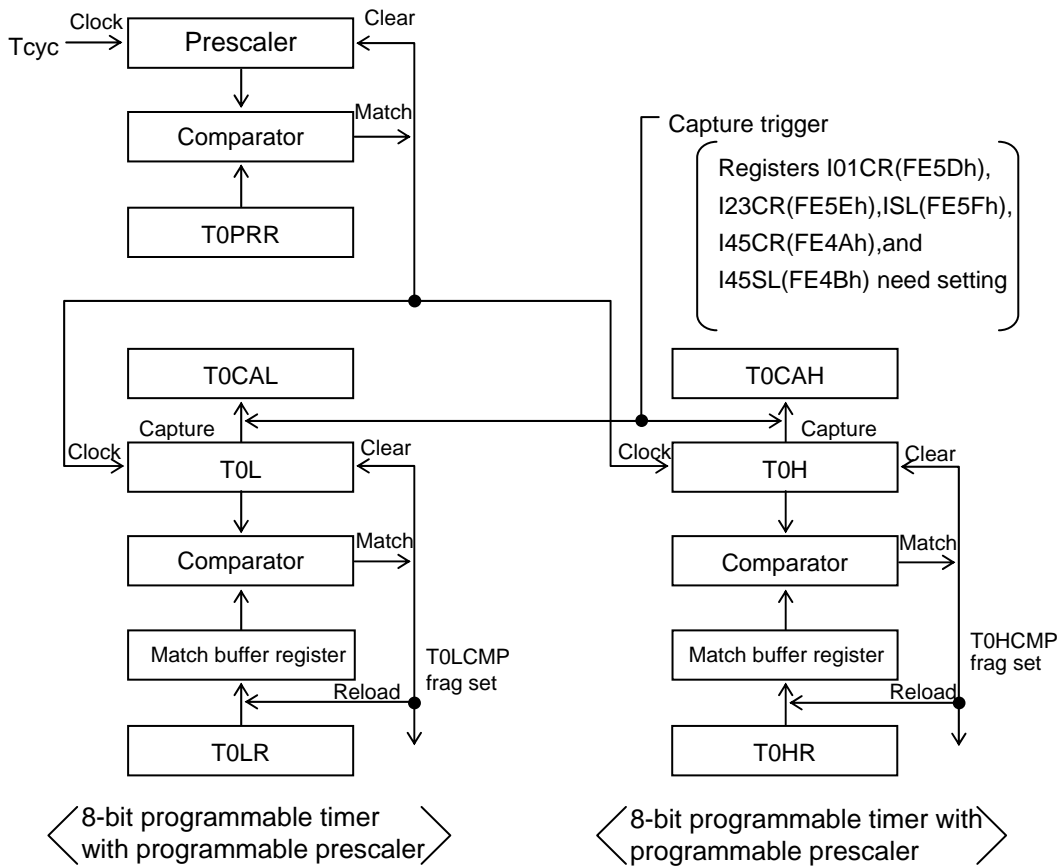 Clock
Clear
Tcyc
Prescaler
Match
Comparator
T0PRR
Capture trigger
Registers I01CR(FE5Dh),
I23CR(FE5Eh),ISL(FE5Fh),
I45CR(FE4Ah),and
I45SL(FE4Bh) need setting
T0CAL
T0CAH
Capture
Capture
Clock
T0L
Clear
Clock
T0H
Clear
Comparator
Match
Comparator
Match
Match buffer register
T0LCMP
frag set
Match buffer register
T0HCMP
frag set
Reload
Reload
T0LR
T0HR
8-bit programmable timer
with programmable prescaler
8-bit programmable timer with
programmable prescaler